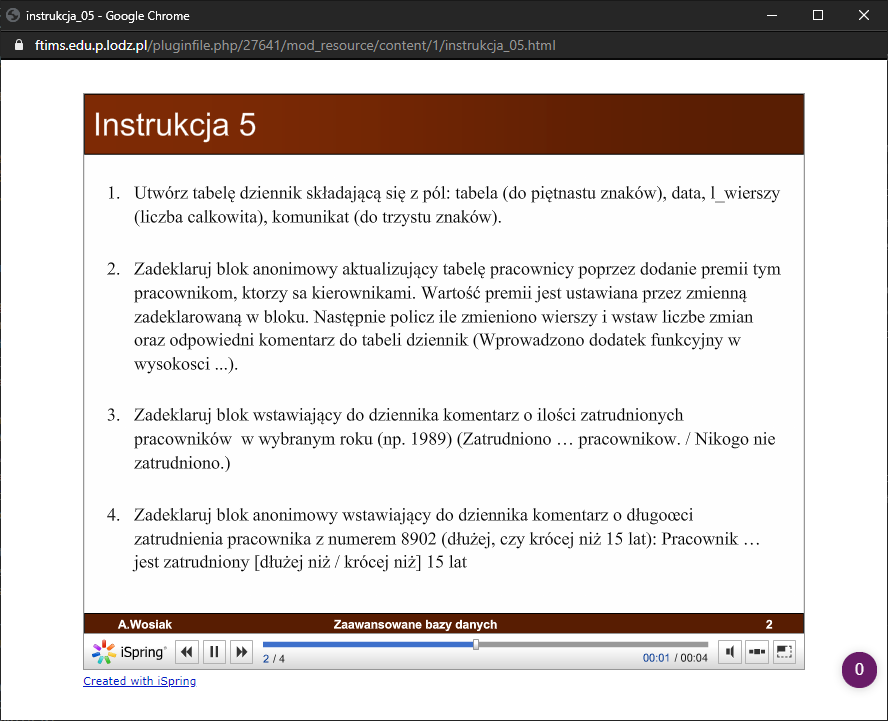 instrukcja_05 - Google Chrome
ftims.edu.p.lodz.pl/pluginfile.php/27641/mod_resource/content/1/instrukcja_05.html
Instrukcja 5
1. Utwórz tabelę dziennik składającą się z pól: tabela (do piętnastu znaków), data, l_wierszy
(liczba calkowita), komunikat (do trzystu znaków).
2. Zadeklaruj blok anonimowy aktualizujący tabelę pracownicy poprzez dodanie premii tym
pracownikom, ktorzy sa kierownikami. Wartość premii jest ustawiana przez zmienną
zadeklarowaną w bloku. Następnie policz ile zmieniono wierszy i wstaw liczbe zmian
oraz odpowiedni komentarz do tabeli dziennik (Wprowadzono dodatek funkcyjny w
wysokosci ...).
3. Zadeklaruj blok wstawiający do dziennika komentarz o ilości zatrudnionych
pracowników w wybranym roku (np. 1989) (Zatrudniono … pracownikow. / Nikogo nie
zatrudniono.)
4. Zadeklaruj blok anonimowy wstawiający do dziennika komentarz o długoœci
zatrudnienia pracownika z numerem 8902 (dłużej, czy krócej niż 15 lat): Pracownik …
jest zatrudniony [dłużej niż / krócej niż] 15 lat
A.Wosiak Zaawansowane bazy danych 2
iSpring
2 / 4 00:01 / 00:04
Created with iSpring
0